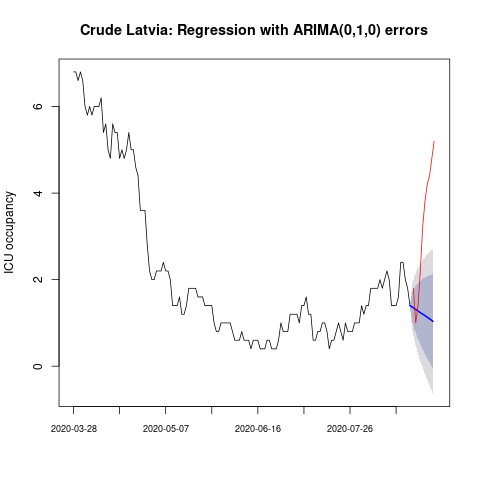 Crude Latvia: Regression with ARIMA(0,1,0) errors
ICU occupancy
6
4
2
0
2020-03-28 2020-05-07 2020-06-16 2020-07-26